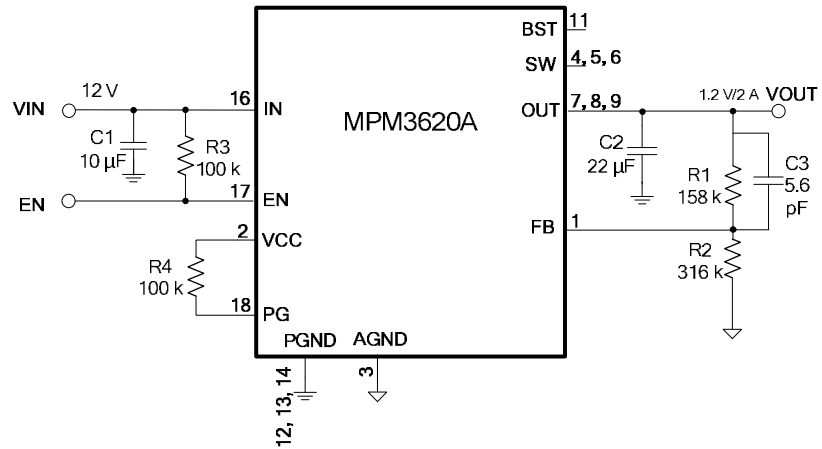 BST
11
SW
4, 5, 6
VIN
12 V
16
IN
MPM3620A
OUT
7, 8, 9
1.2 V/2 A
VOUT
C1
10 µF
R3
100 k
C2
22 µF
R1
158 k
C3
5.6
pF
EN
17
EN
2
VCC
FB
1
R4
100 k
R2
316 k
18
PG
PGND
AGND
12, 13, 14
3